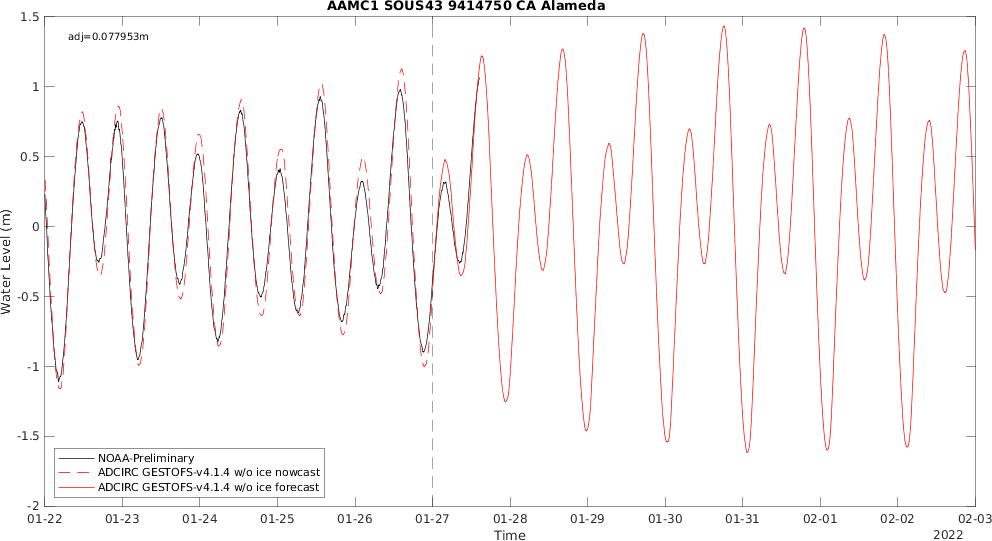 AAMC1 SOUS43 9414750 CA Alameda
adj=0.077953m
1.5
1
0.5
0
-0.5
-1
-1.5
-2
Water Level (m)
NOAA-Preliminary
ADCIRC GESTOFS-v4.1.4 w/o ice nowcast
ADCIRC GESTOFS-v4.1.4 w/o ice forecast
01-22 01-23 01-24 01-25 01-26 01-27 01-28 01-29 01-30 01-31 02-01 02-02 02-03
Time
2022